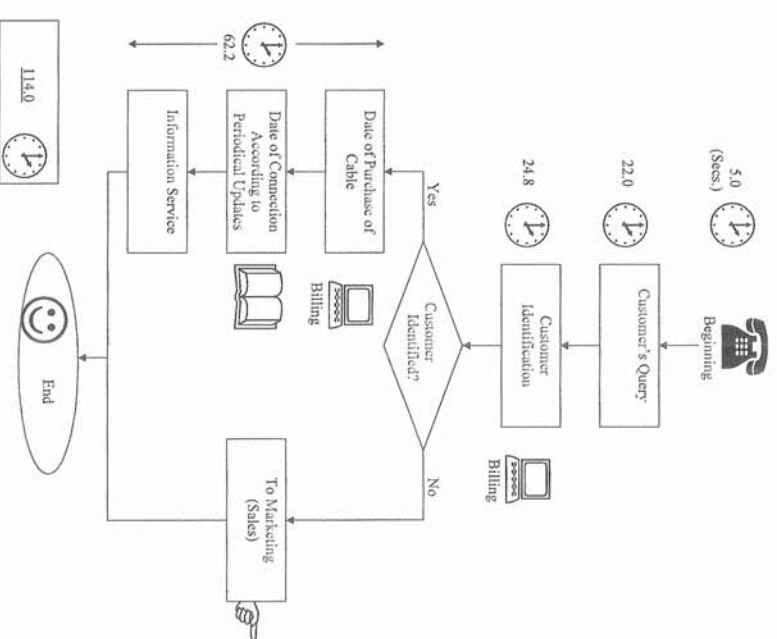 5.0
(Secs.)
Beginning
22.0
Customer's Query
24.8
Customer
Identification
Billing
Customer
Identified?
Yes
No
62.2
Date of Purchase of
Cable
Billing
Date of Connection
According to
Periodical Updates
To Marketing
(Sales)
Information Service
114.0
End